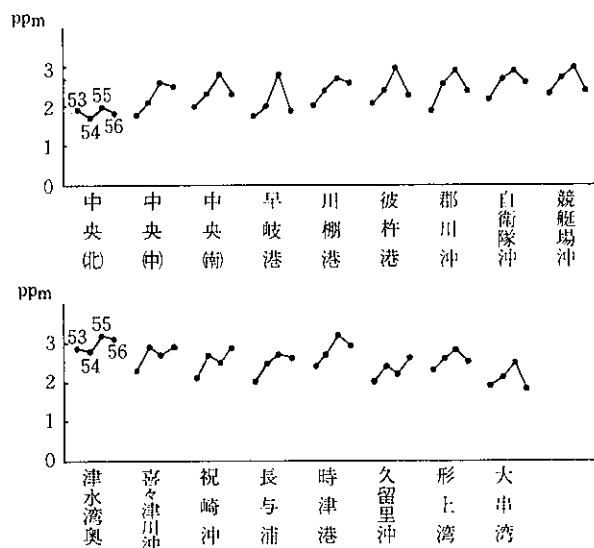 ppm
3
2
1
0
53
54
55
56
中央(北)
中央(中)
中央(南)
早岐港
川棚港
彼杵港
郡川沖
自衛隊沖
競艇場沖
ppm
3
2
1
0
53
54
55
56
津水湾奥
喜々津川沖
祝崎沖
長与浦
時津港
久留里沖
形上湾
大串湾